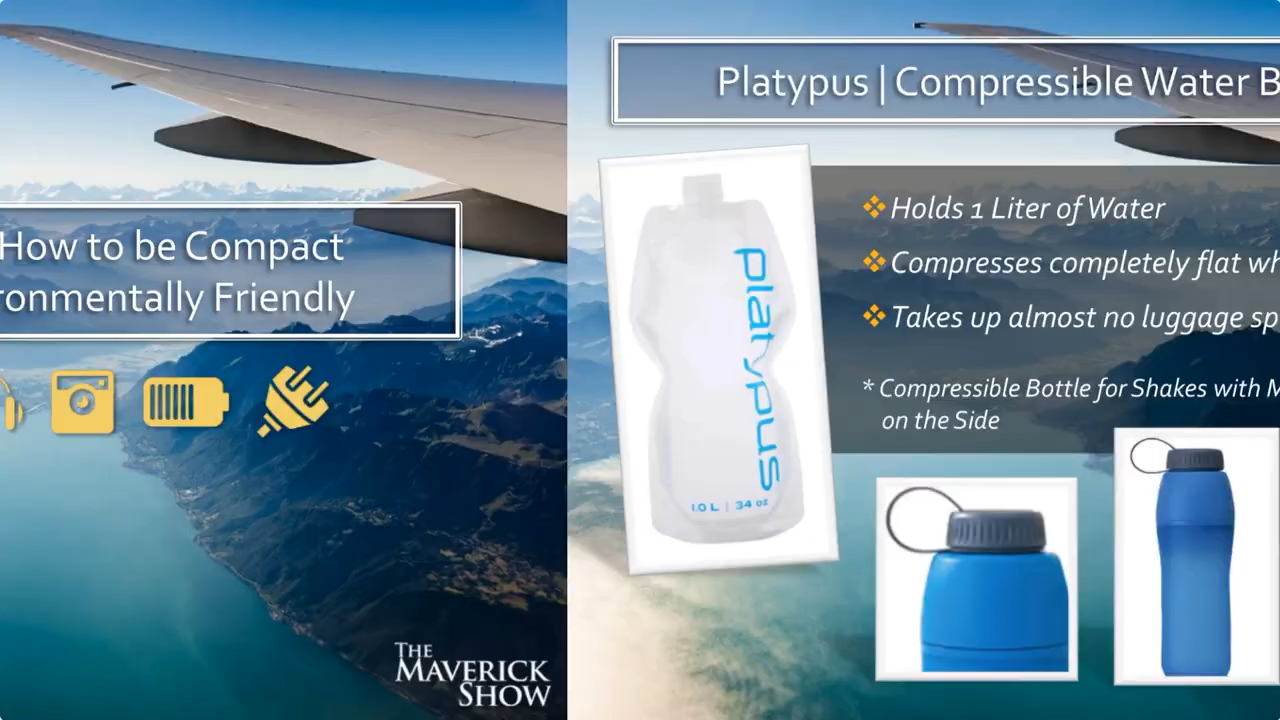 How to be Compact
ronmentally Friendly
THE
MAVERICK
SHOW
Platypus | Compressible Water B
platypus
1.0 L | 34 oz
Holds 1 Liter of Water
Compresses completely flat wh
Takes up almost no luggage sp
* Compressible Bottle for Shakes with M
on the Side